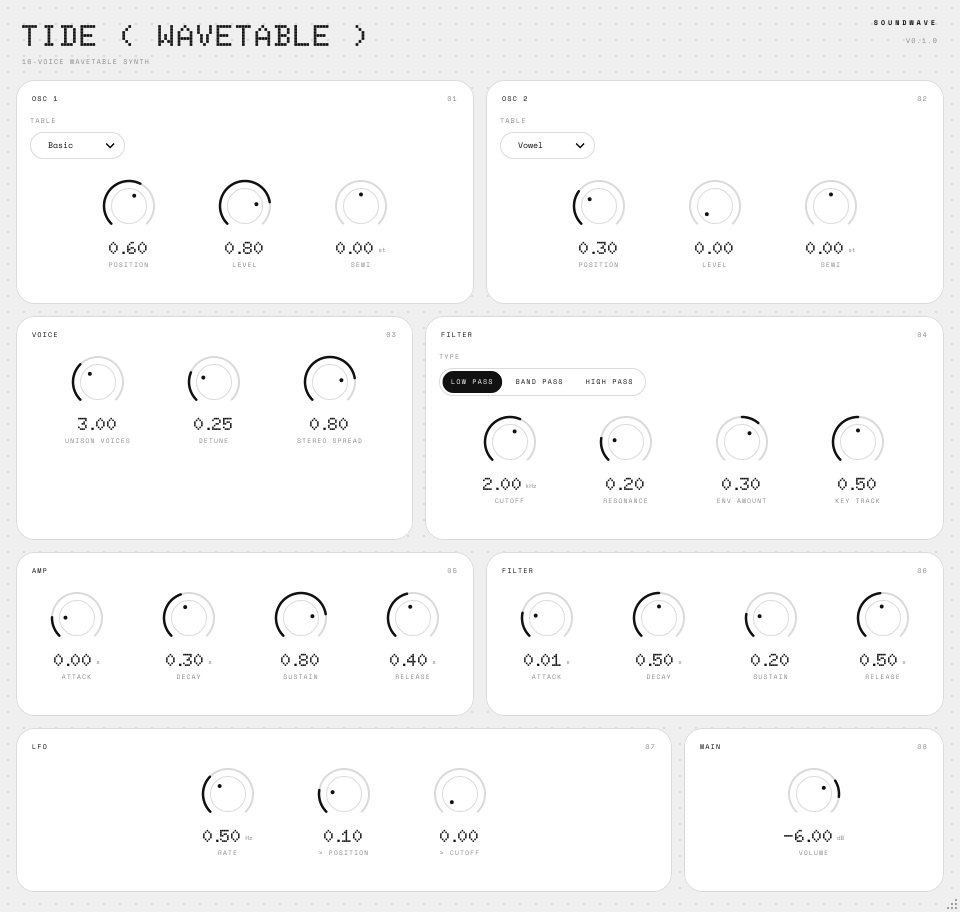 TIDE ( WAVETABLE )
SOUNDWAVE
V0.1.0
16-VOICE WAVETABLE SYNTH
OSC 1
01
TABLE
Basic
0.60
0.80
0.00 st
POSITION
LEVEL
SEMI
OSC 2
02
TABLE
Vowel
0.30
0.00
0.00 st
POSITION
LEVEL
SEMI
VOICE
03
3.00
0.25
0.80
UNISON VOICES
DETUNE
STEREO SPREAD
FILTER
04
TYPE
LOW PASS
BAND PASS
HIGH PASS
2.00 kHz
0.20
0.30
0.50
CUTOFF
RESONANCE
ENV AMOUNT
KEY TRACK
AMP
05
0.00 s
0.30 s
0.80
0.40 s
ATTACK
DECAY
SUSTAIN
RELEASE
FILTER
06
0.01 s
0.50 s
0.20
0.50 s
ATTACK
DECAY
SUSTAIN
RELEASE
LFO
07
0.50 Hz
0.10
0.00
RATE
> POSITION
> CUTOFF
MAIN
08
-6.00 dB
VOLUME